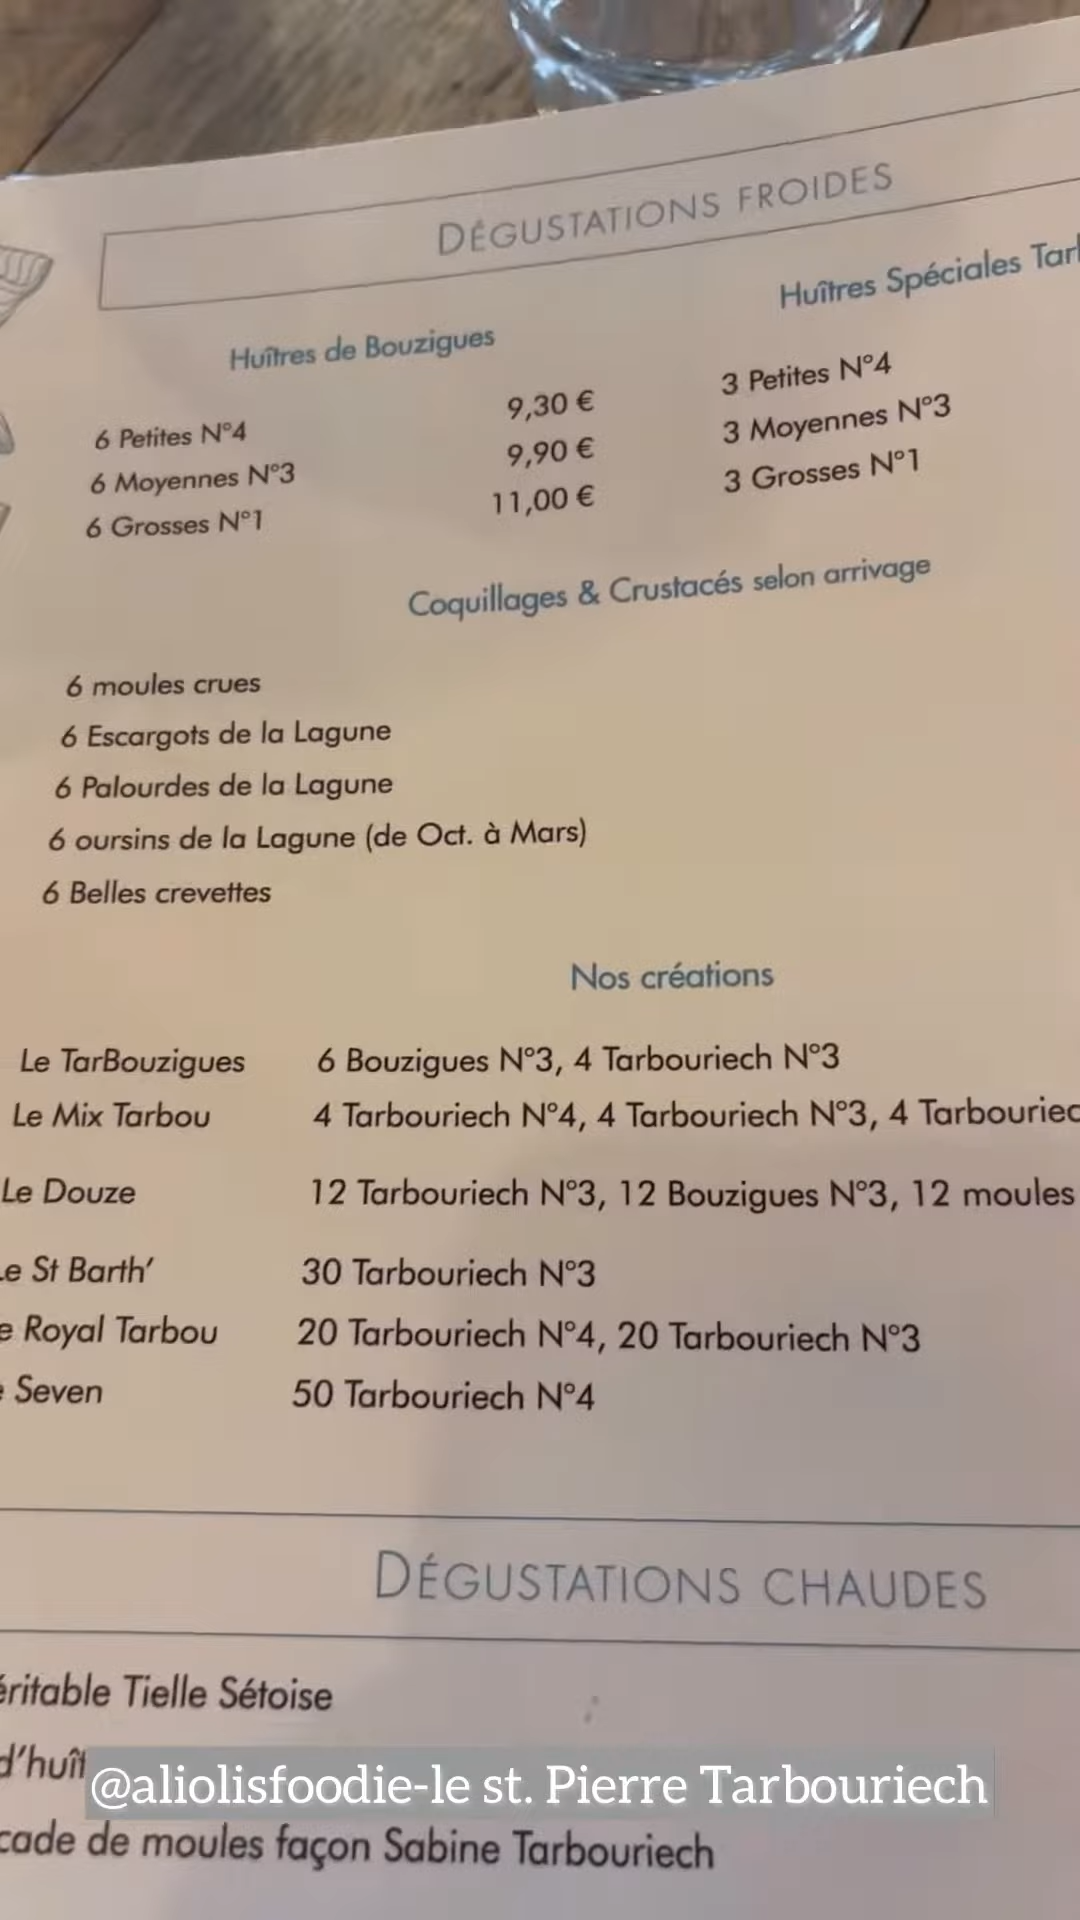 DÉGUSTATIONS FROIDES
Huîtres de Bouzigues
6 Petites N°4 9,30 €
6 Moyennes N°3 9,90 €
6 Grosses N°1 11,00 €
Huîtres Spéciales
3 Petites N°4
3 Moyennes N°3
3 Grosses N°1
Coquillages & Crustacés selon arrivage
6 moules crues
6 Escargots de la Lagune
6 Palourdes de la Lagune
6 oursins de la Lagune (de Oct. à Mars)
6 Belles crevettes
Nos créations
Le TarBouzigues 6 Bouzigues N°3, 4 Tarbouriech N°3
Le Mix Tarbou 4 Tarbouriech N°4, 4 Tarbouriech N°3, 4 Tarbouriec
Le Douze 12 Tarbouriech N°3, 12 Bouzigues N°3, 12 moules
e St Barth' 30 Tarbouriech N°3
e Royal Tarbou 20 Tarbouriech N°4, 20 Tarbouriech N°3
Seven 50 Tarbouriech N°4
DÉGUSTATIONS CHAUDES
éritable Tielle Sétoise
d'huît
@aliolisfoodie-le st. Pierre Tarbouriech
cade de moules façon Sabine Tarbouriech